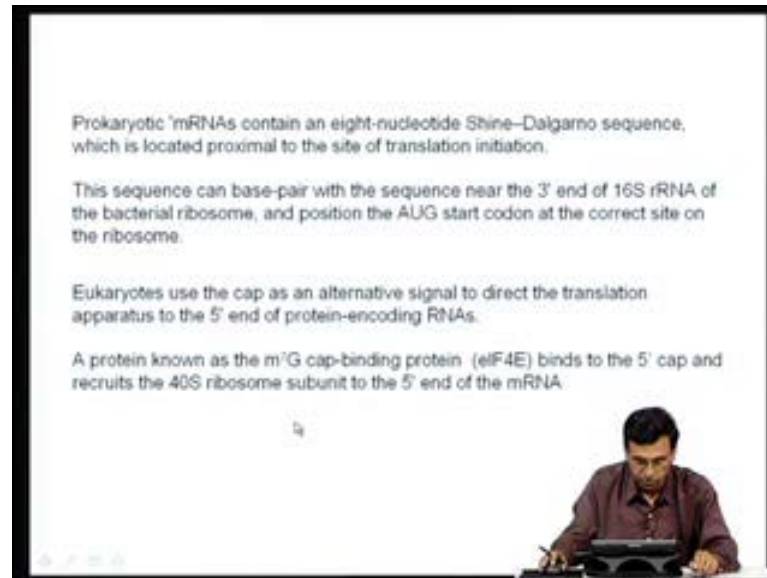 Prokaryotic 'mRNAs contain an eight-nucleotide Shine–Dalgarno sequence,
which is located proximal to the site of translation initiation.
This sequence can base-pair with the sequence near the 3' end of 16S rRNA of
the bacterial ribosome, and position the AUG start codon at the correct site on
the ribosome.
Eukaryotes use the cap as an alternative signal to direct the translation
apparatus to the 5' end of protein-encoding RNAs.
A protein known as the m⁷G cap-binding protein (eIF4E) binds to the 5' cap and
recruits the 40S ribosome subunit to the 5' end of the mRNA